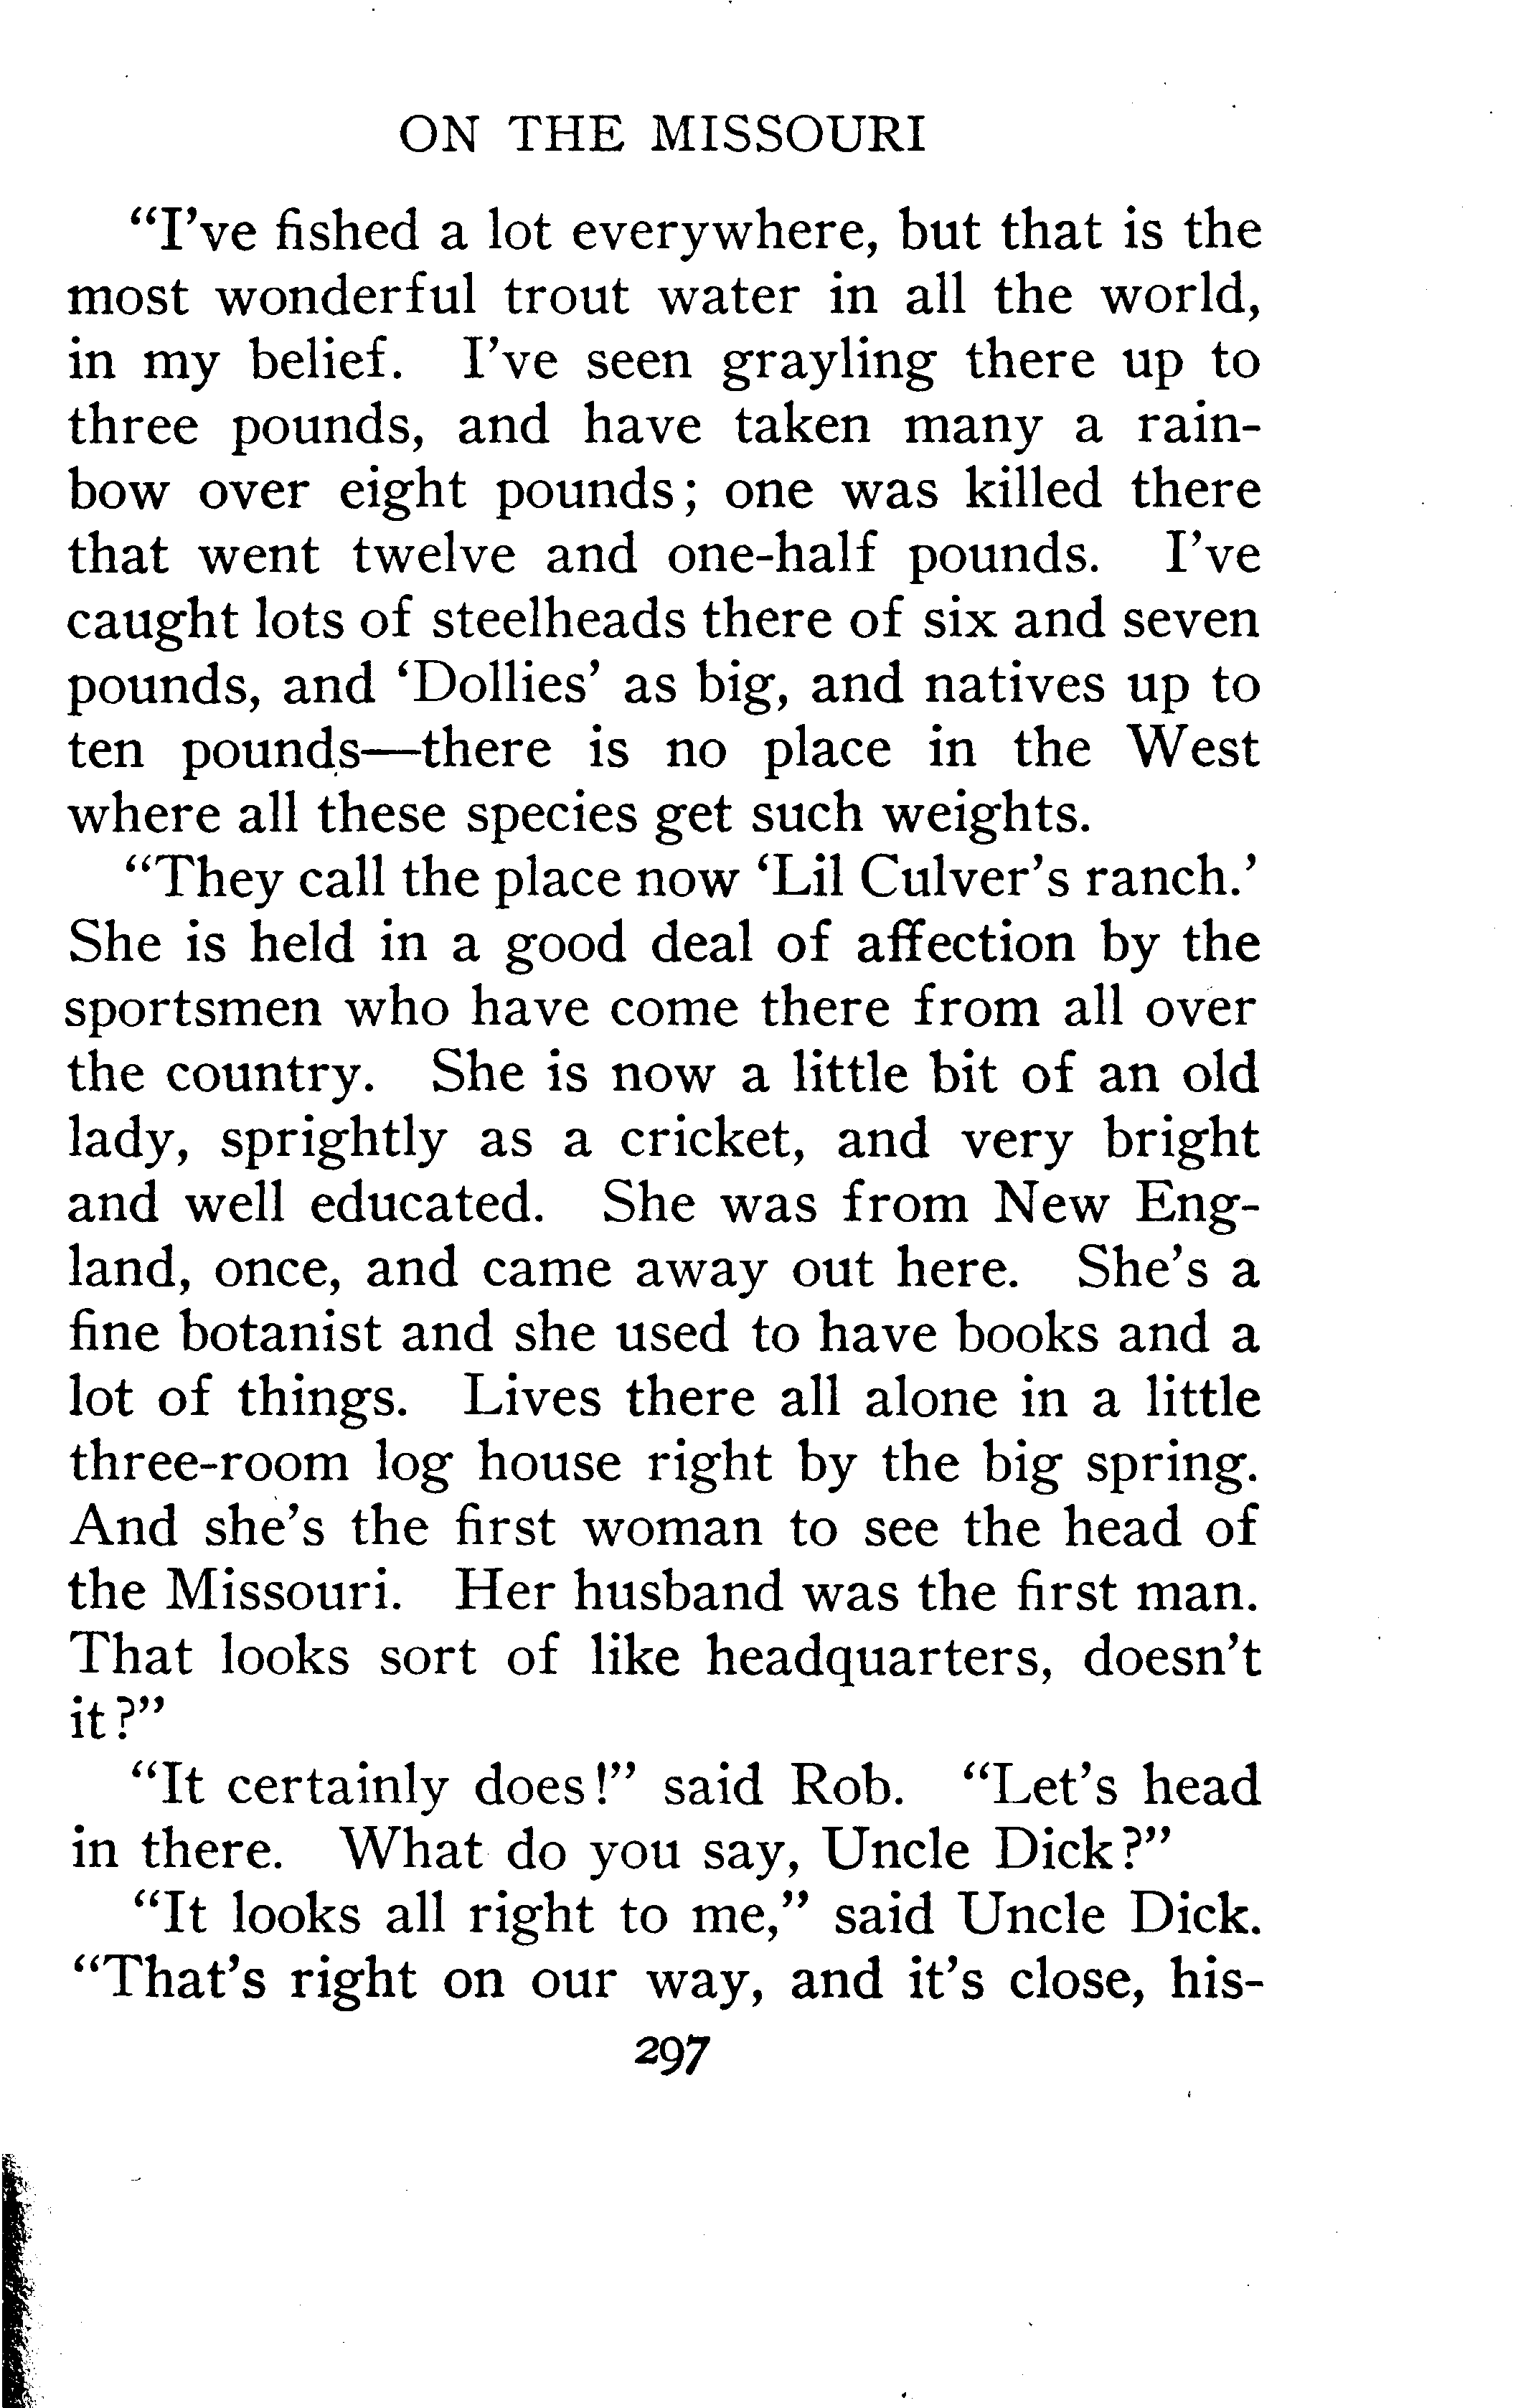 ON THE MISSOURI
"I've fished a lot everywhere, but that is the
most wonderful trout water in all the world,
in my belief. I've seen grayling there up to
three pounds, and have taken many a rain-
bow over eight pounds; one was killed there
that went twelve and one-half pounds. I've
caught lots of steelheads there of six and seven
pounds, and 'Dollies' as big, and natives up to
ten pounds—there is no place in the West
where all these species get such weights.
"They call the place now 'Lil Culver's ranch.'
She is held in a good deal of affection by the
sportsmen who have come there from all over
the country. She is now a little bit of an old
lady, sprightly as a cricket, and very bright
and well educated. She was from New Eng-
land, once, and came away out here. She's a
fine botanist and she used to have books and a
lot of things. Lives there all alone in a little
three-room log house right by the big spring.
And she's the first woman to see the head of
the Missouri. Her husband was the first man.
That looks sort of like headquarters, doesn't
it?"
"It certainly does!" said Rob. "Let's head
in there. What do you say, Uncle Dick?"
"It looks all right to me," said Uncle Dick.
"That's right on our way, and it's close, his-
297